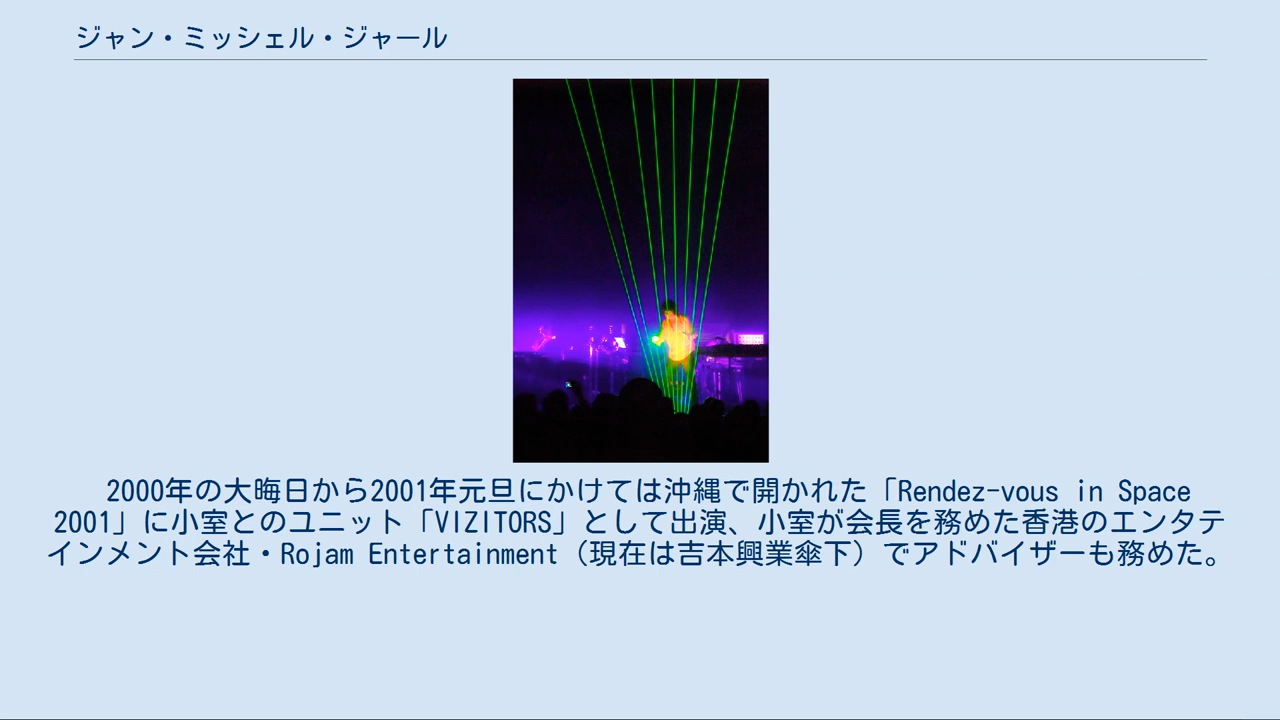 ジャン・ミッシェル・ジャール
2000年の大晦日から2001年元旦にかけては沖縄で開かれた「Rendez-vous in Space
2001」に小室とのユニット「VIZITORS」として出演、小室が会長を務めた香港のエンタテ
インメント会社・Rojam Entertainment（現在は吉本興業傘下）でアドバイザーも務めた。